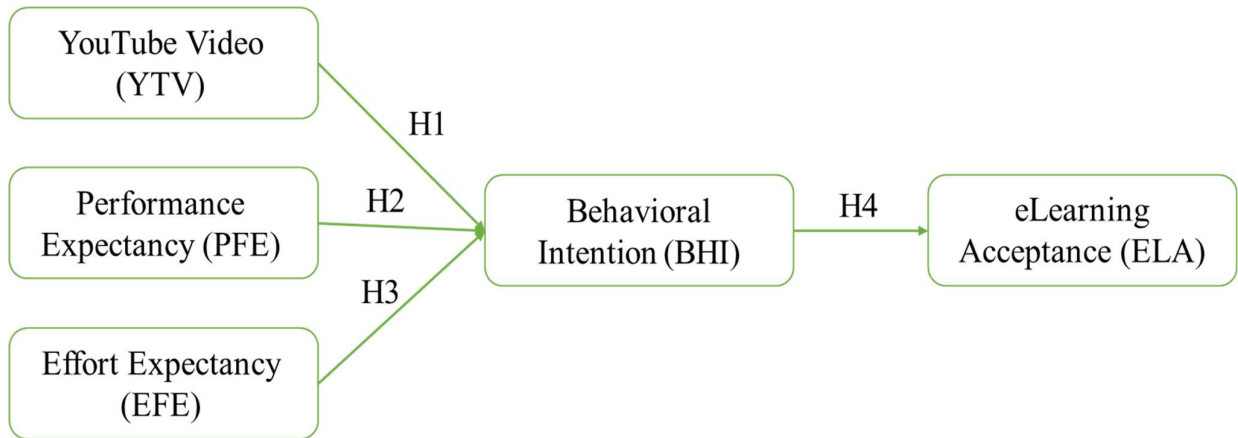 YouTube Video
(YTV)
H1
Performance
Expectancy (PFE)
H2
H3
Effort Expectancy
(EFE)
Behavioral
Intention (BHI)
H4
eLearning
Acceptance (ELA)